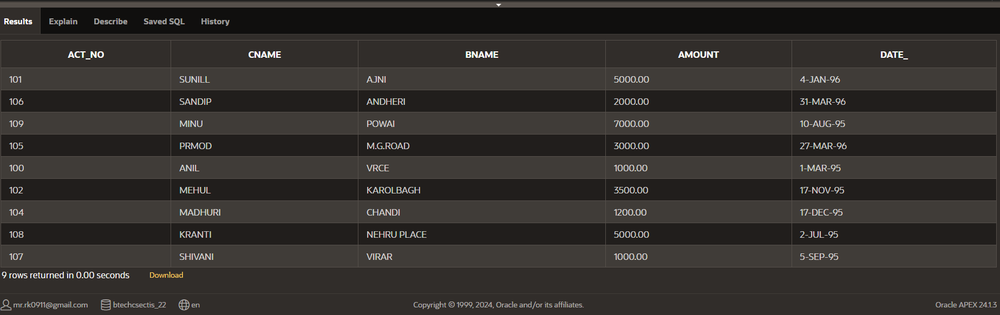 Results Explain Describe Saved SQL History
ACT_NO CNAME BNAME AMOUNT DATE_
101 SUNILL AJNI 5000.00 4-JAN-96
106 SANDIP ANDHERI 2000.00 31-MAR-96
109 MINU POWAI 7000.00 10-AUG-95
105 PRMOD M.G.ROAD 3000.00 27-MAR-96
100 ANIL VRCE 1000.00 1-MAR-95
102 MEHUL KAROLBAGH 3500.00 17-NOV-95
104 MADHURI CHANDI 1200.00 17-DEC-95
108 KRANTI NEHRU PLACE 5000.00 2-JUL-95
107 SHIVANI VIRAR 1000.00 5-SEP-95
9 rows returned in 0.00 seconds Download
mr.rk0911@gmail.com btechcsectis_22 en Copyright © 1999, 2024, Oracle and/or its affiliates. Oracle APEX 24.1.3